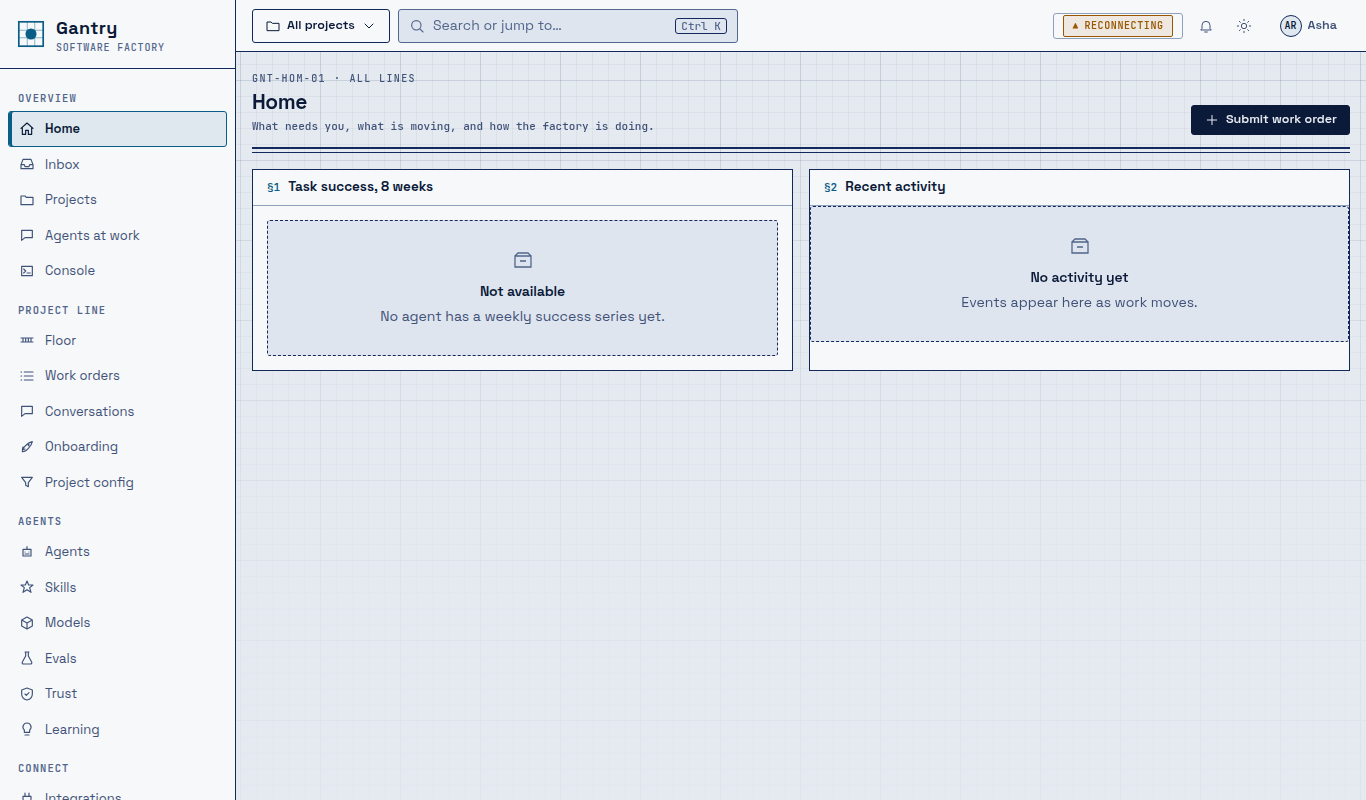 Gantry
SOFTWARE FACTORY
OVERVIEW
Home
Inbox
Projects
Agents at work
Console
PROJECT LINE
Floor
Work orders
Conversations
Onboarding
Project config
AGENTS
Agents
Skills
Models
Evals
Trust
Learning
CONNECT
Integrations
All projects
Search or jump to...
Ctrl K
▲ RECONNECTING
AR Asha
GNT-HOM-01 · ALL LINES
Home
What needs you, what is moving, and how the factory is doing.
Submit work order
§1 Task success, 8 weeks
Not available
No agent has a weekly success series yet.
§2 Recent activity
No activity yet
Events appear here as work moves.